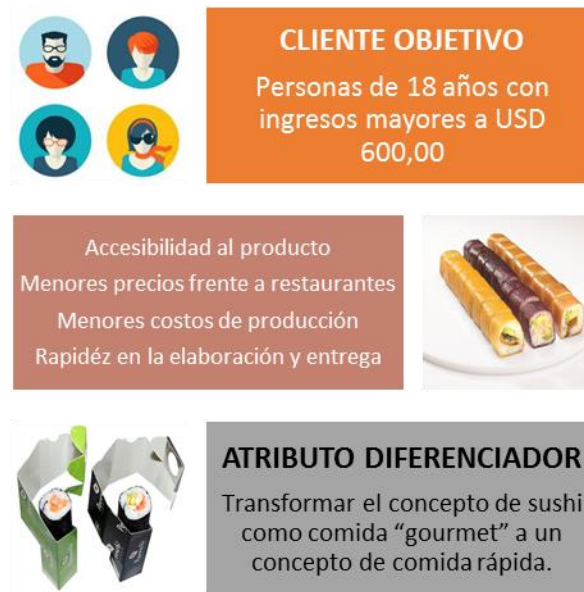 CLIENTE OBJETIVO
Personas de 18 años con
ingresos mayores a USD
600,00
Accesibilidad al producto
Menores precios frente a restaurantes
Menores costos de producción
Rapidéz en la elaboración y entrega
ATRIBUTO DIFERENCIADOR
Transformar el concepto de sushi
como comida “gourmet” a un
concepto de comida rápida.